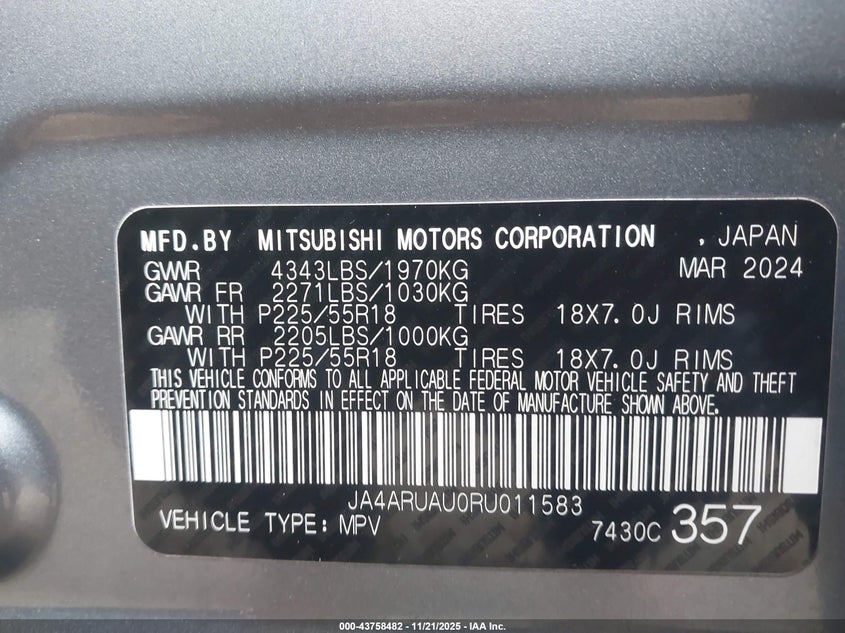 MFD.BY MITSUBISHI MOTORS CORPORATION , JAPAN
GVWR 4343LBS/1970KG MAR 2024
GAWR FR 2271LBS/1030KG
WITH P225/55R18 TIRES 18X7.0J RIMS
GAWR RR 2205LBS/1000KG
WITH P225/55R18 TIRES 18X7.0J RIMS
THIS VEHICLE CONFORMS TO ALL APPLICABLE FEDERAL MOTOR VEHICLE SAFETY AND THEFT
PREVENTION STANDARDS IN EFFECT ON THE DATE OF MANUFACTURE SHOWN ABOVE.
JA4ARUAU0RU011583
VEHICLE TYPE: MPV 7430C 357
000-43758482 - 11/21/2025 - IAA Inc.